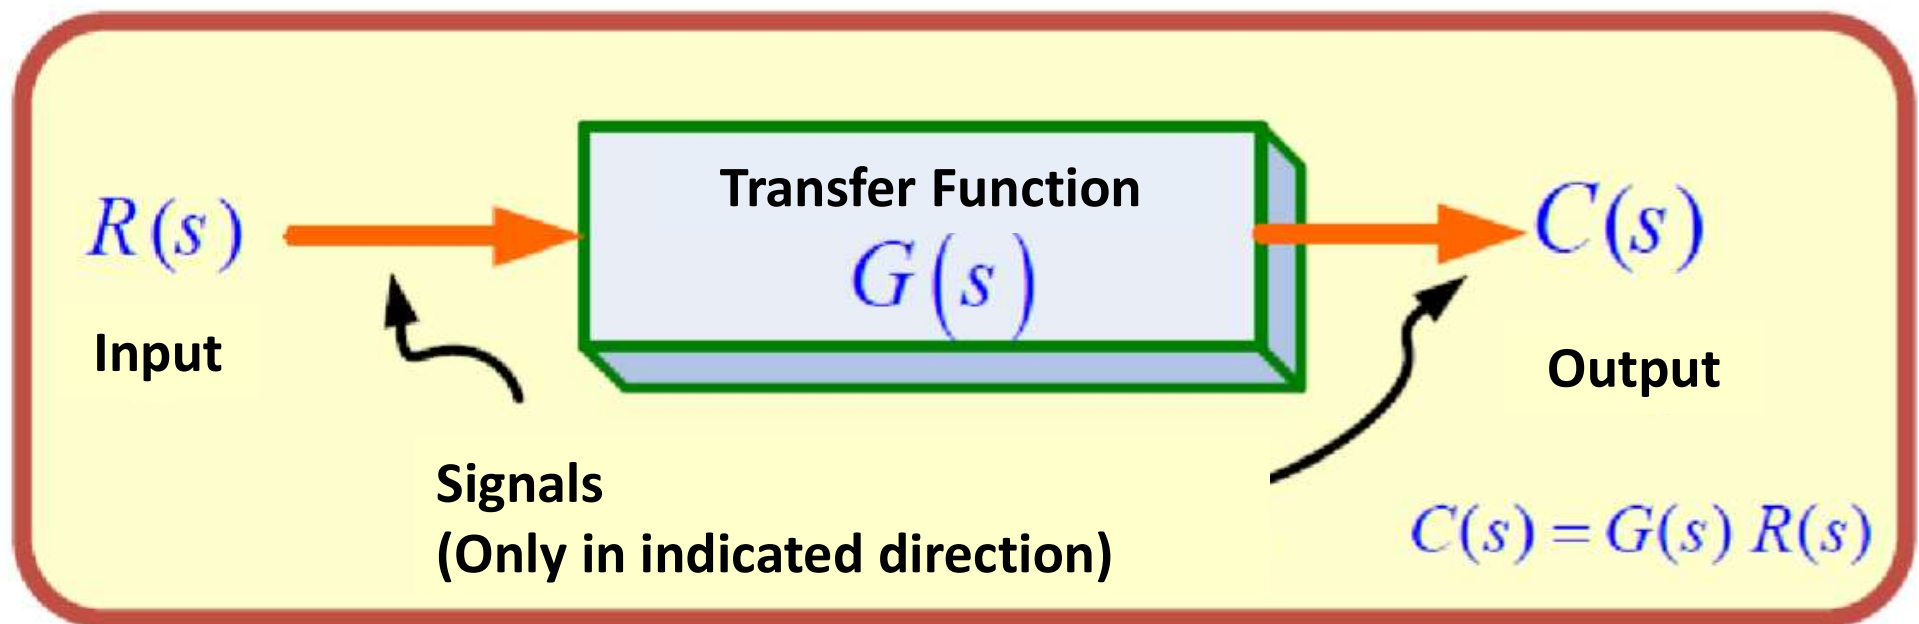 Transfer Function
R(s)
G(s)
C(s)
Input
Output
Signals
(Only in indicated direction)
C(s) = G(s) R(s)